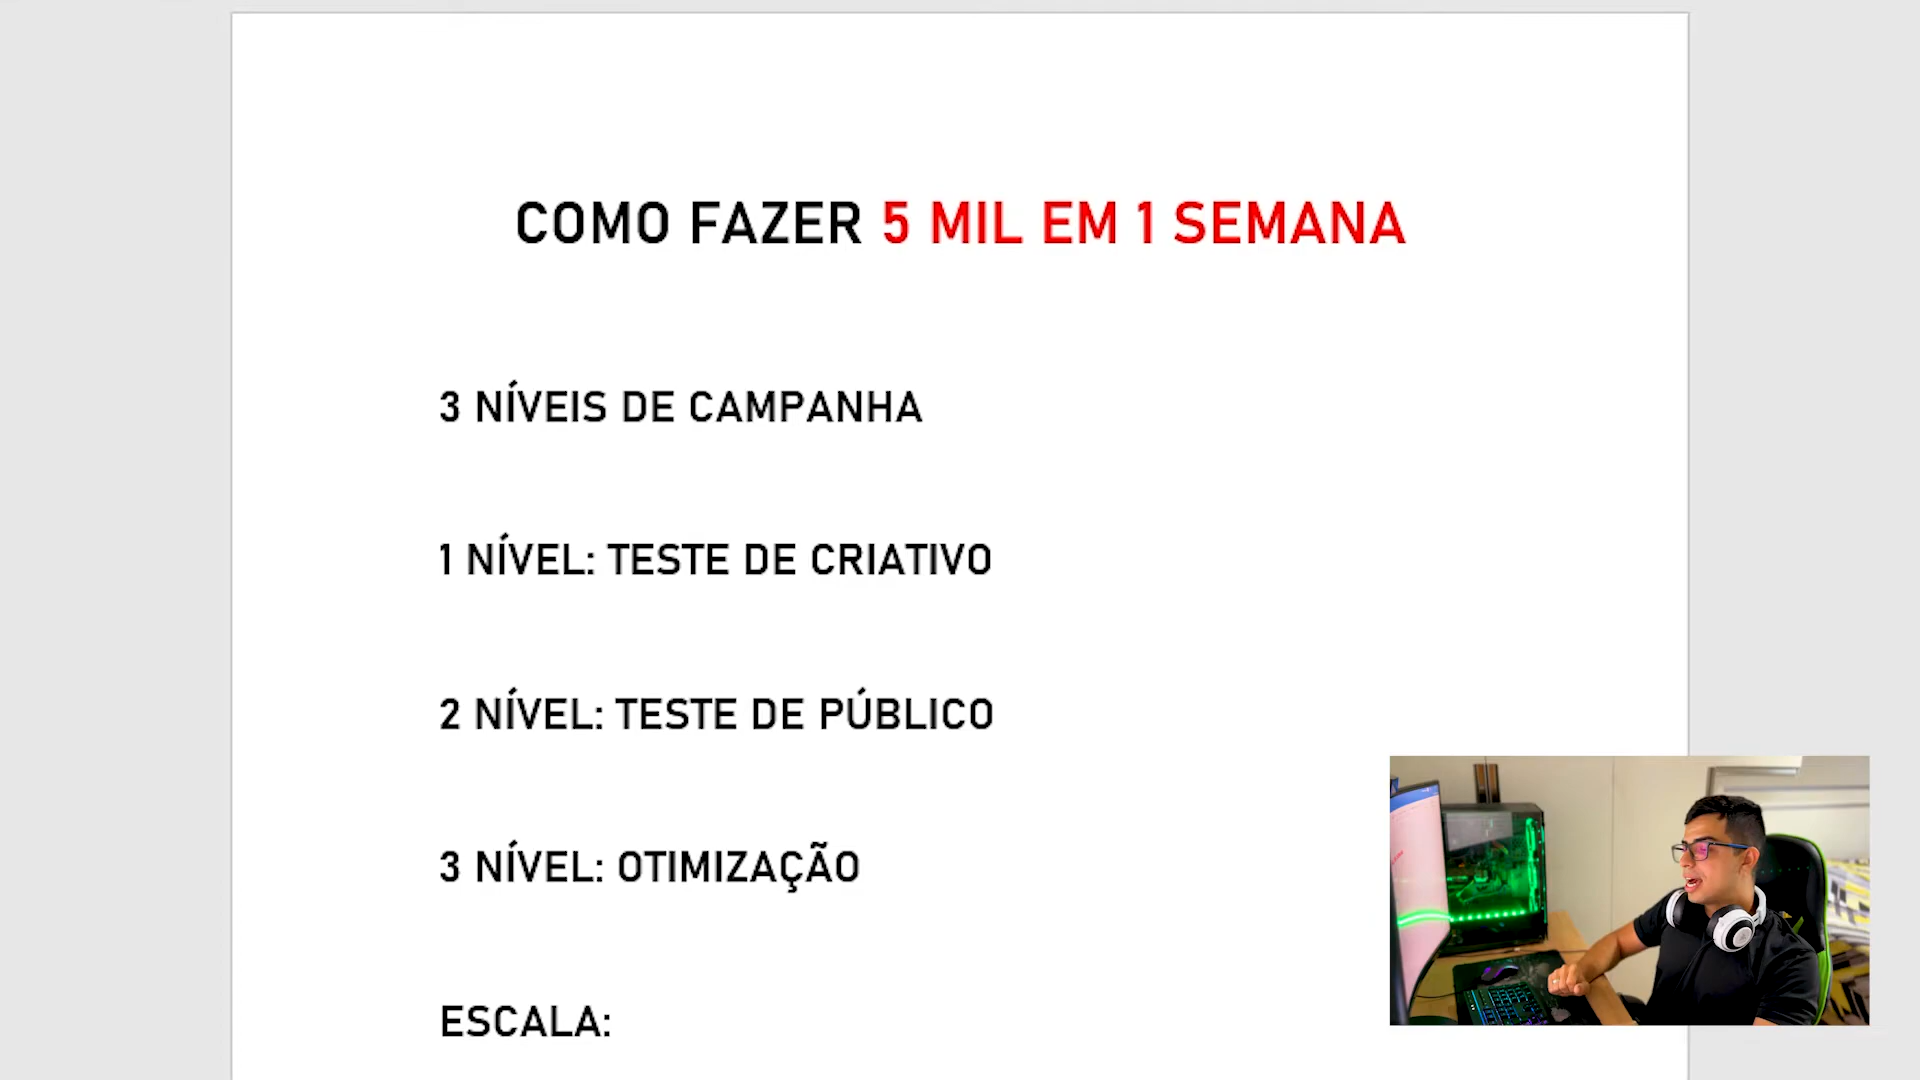 COMO FAZER 5 MIL EM 1 SEMANA
3 NÍVEIS DE CAMPANHA
1 NÍVEL: TESTE DE CRIATIVO
2 NÍVEL: TESTE DE PÚBLICO
3 NÍVEL: OTIMIZAÇÃO
ESCALA: